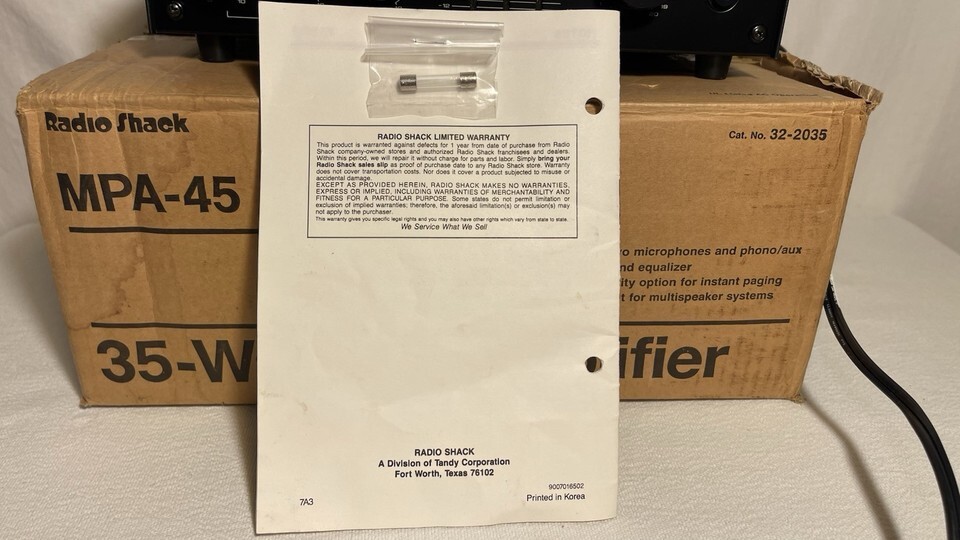 -12
Radio Shack
MPA-45
35-W
Cat. No. 32-2035
o microphones and phono/aux
nd equalizer
ity option for instant paging
t for multispeaker systems
ifier
RADIO SHACK LIMITED WARRANTY
This product is warranted against defects for 1 year from date of purchase from Radio
Shack company-owned stores and authorized Radio Shack franchisees and dealers.
Within this period, we will repair it without charge for parts and labor. Simply bring your
Radio Shack sales slip as proof of purchase date to any Radio Shack store. Warranty
does not cover transportation costs. Nor does it cover a product subjected to misuse or
accidental damage.
EXCEPT AS PROVIDED HEREIN, RADIO SHACK MAKES NO WARRANTIES,
EXPRESS OR IMPLIED, INCLUDING WARRANTIES OF MERCHANTABILITY AND
FITNESS FOR A PARTICULAR PURPOSE. Some states do not permit limitation or
exclusion of implied warranties; therefore, the aforesaid limitation(s) or exclusion(s) may
not apply to the purchaser.
This warranty gives you specific legal rights and you may also have other rights which vary from state to state.
We Service What We Sell
RADIO SHACK
A Division of Tandy Corporation
Fort Worth, Texas 76102
7A3
9007016502
Printed in Korea